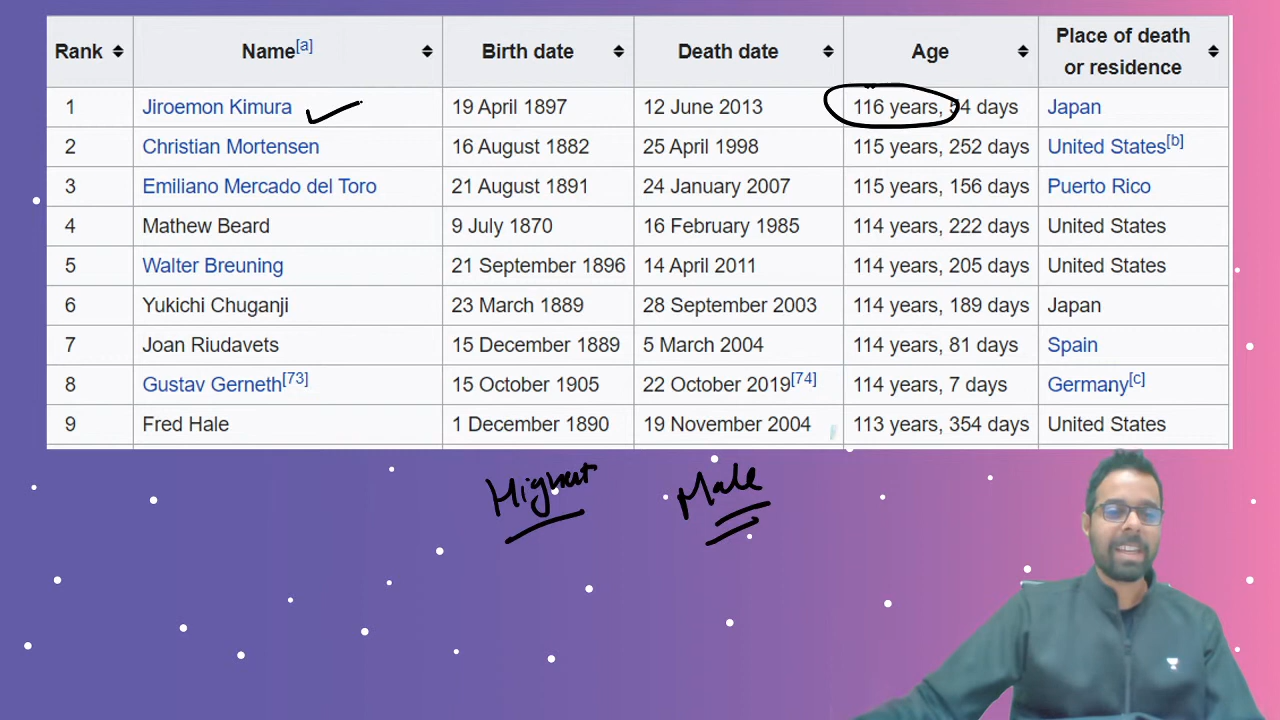 Rank Name[a] Birth date Death date Age Place of death or residence
1 Jiroemon Kimura 19 April 1897 12 June 2013 116 years, 54 days Japan
2 Christian Mortensen 16 August 1882 25 April 1998 115 years, 252 days United States[b]
3 Emiliano Mercado del Toro 21 August 1891 24 January 2007 115 years, 156 days Puerto Rico
4 Mathew Beard 9 July 1870 16 February 1985 114 years, 222 days United States
5 Walter Breuning 21 September 1896 14 April 2011 114 years, 205 days United States
6 Yukichi Chuganji 23 March 1889 28 September 2003 114 years, 189 days Japan
7 Joan Riudavets 15 December 1889 5 March 2004 114 years, 81 days Spain
8 Gustav Gerneth[73] 15 October 1905 22 October 2019[74] 114 years, 7 days Germany[c]
9 Fred Hale 1 December 1890 19 November 2004 113 years, 354 days United States
Highest Male